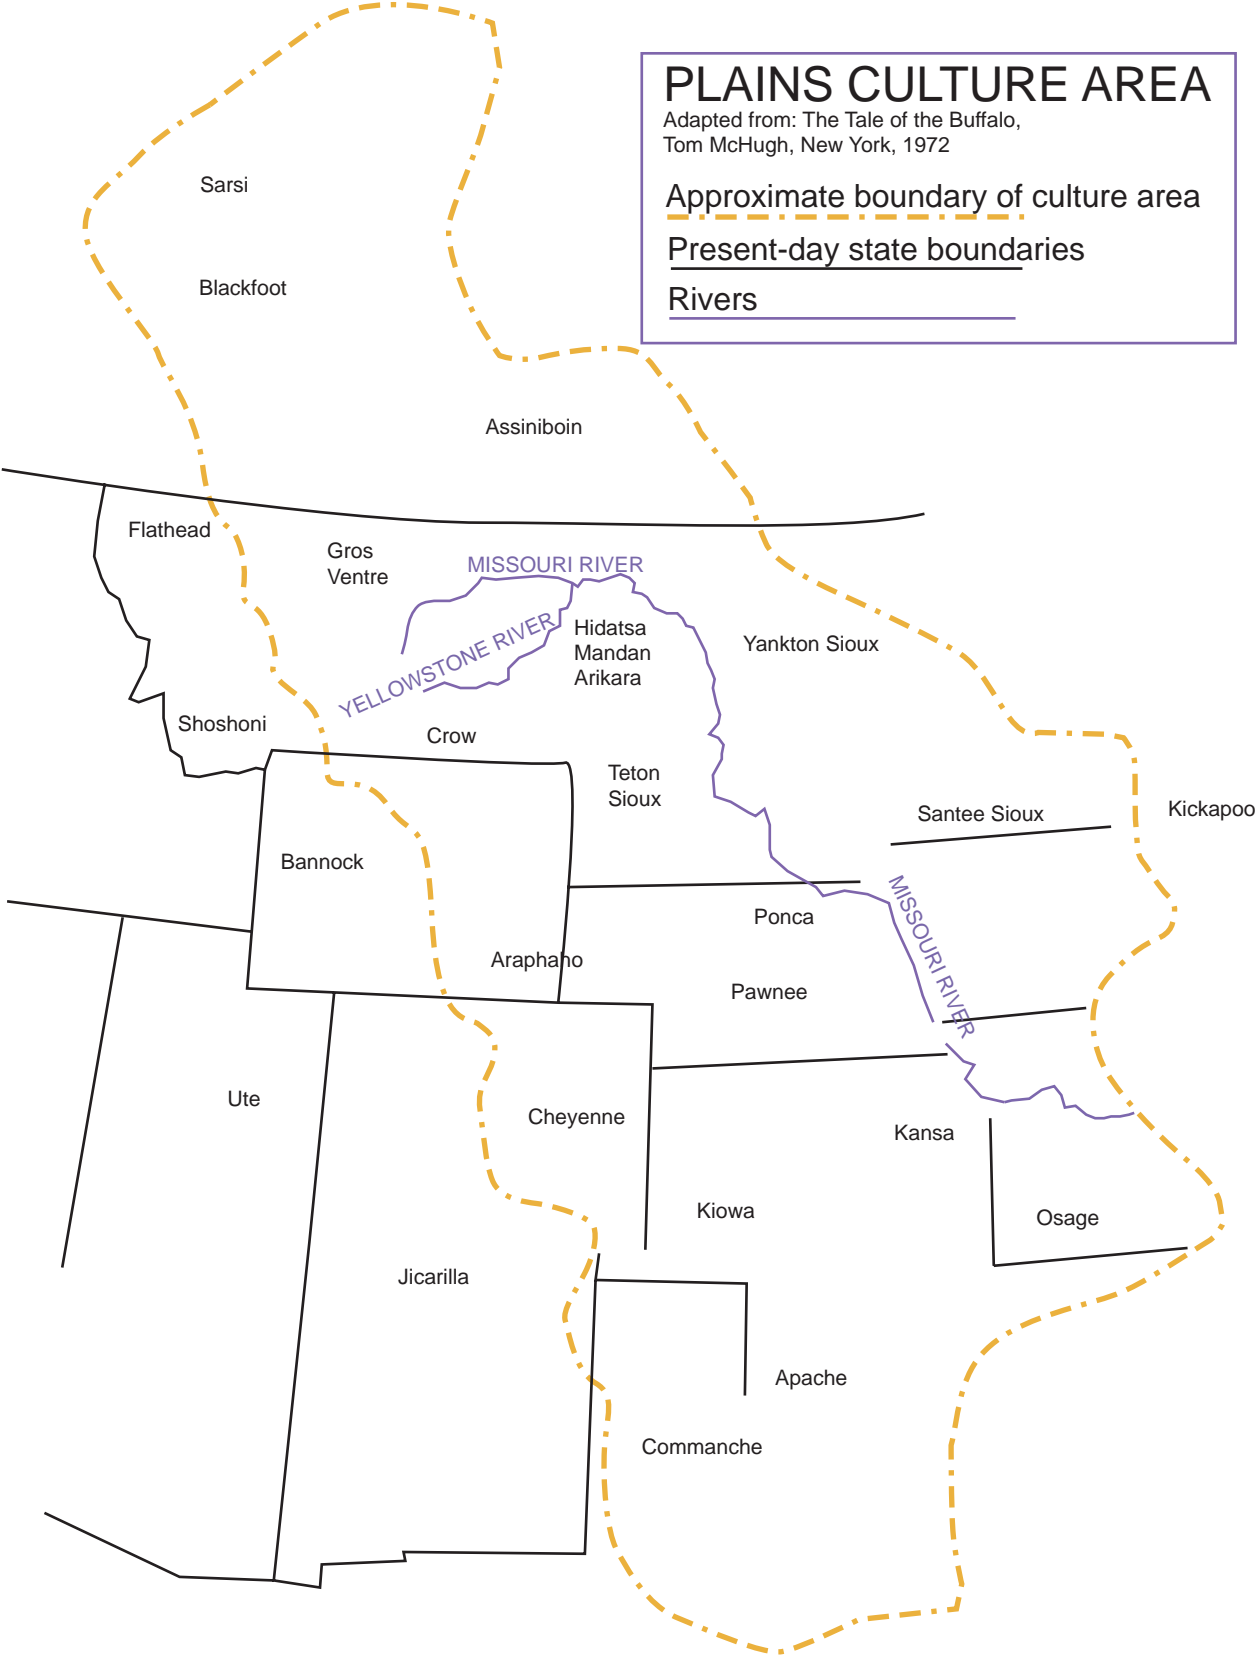 PLAINS CULTURE AREA
Adapted from: The Tale of the Buffalo,
Tom McHugh, New York, 1972
Approximate boundary of culture area
Present-day state boundaries
Rivers
Sarsi
Blackfoot
Assiniboin
Flathead
Gros
Ventre
MISSOURI RIVER
YELLOWSTONE RIVER
Hidatsa
Mandan
Arikara
Yankton Sioux
Shoshoni
Crow
Teton
Sioux
Santee Sioux
Kickapoo
Bannock
MISSOURI RIVER
Ponca
Araphaho
Pawnee
Ute
Cheyenne
Kansa
Kiowa
Osage
Jicarilla
Apache
Commanche